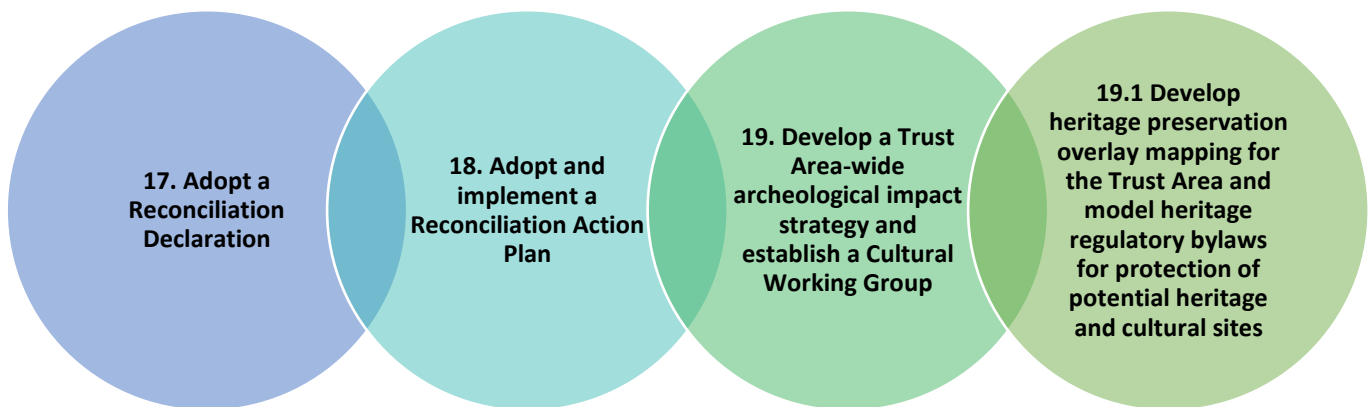 17. Adopt a
Reconciliation
Declaration
18. Adopt and
implement a
Reconciliation Action
Plan
19. Develop a Trust
Area-wide
archeological impact
strategy and
establish a Cultural
Working Group
19.1 Develop
heritage preservation
overlay mapping for
the Trust Area and
model heritage
regulatory bylaws
for protection of
potential heritage
and cultural sites